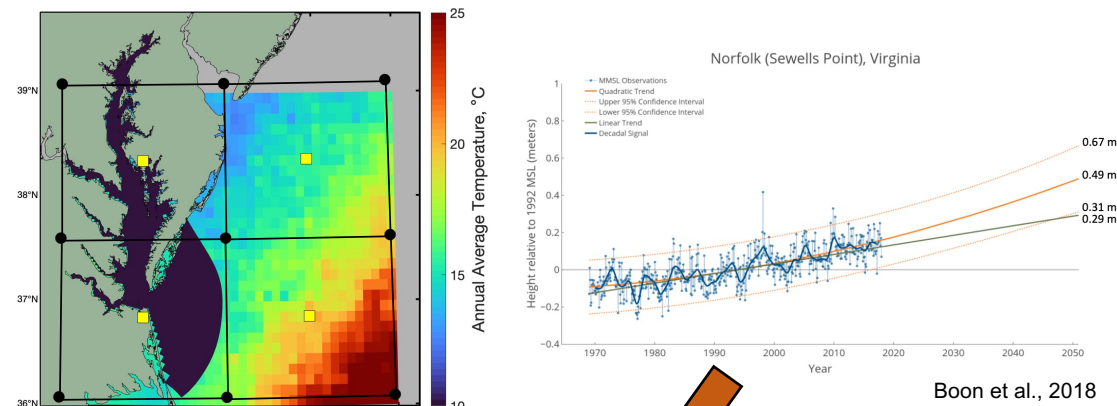 39°N
38°N
37°N
36°N
25
20
15
10
Annual Average Temperature, °C
Norfolk (Sewells Point), Virginia
MMSL Observations
Quadratic Trend
Upper 95% Confidence Interval
Lower 95% Confidence Interval
Linear Trend
Decadal Signal
Height relative to 1992 MSL (meters)
1
0.8
0.6
0.4
0.2
0
−0.2
−0.4
0.67 m
0.49 m
0.31 m
0.29 m
1970
1980
1990
2000
2010
2020
2030
2040
2050
Year
Boon et al., 2018